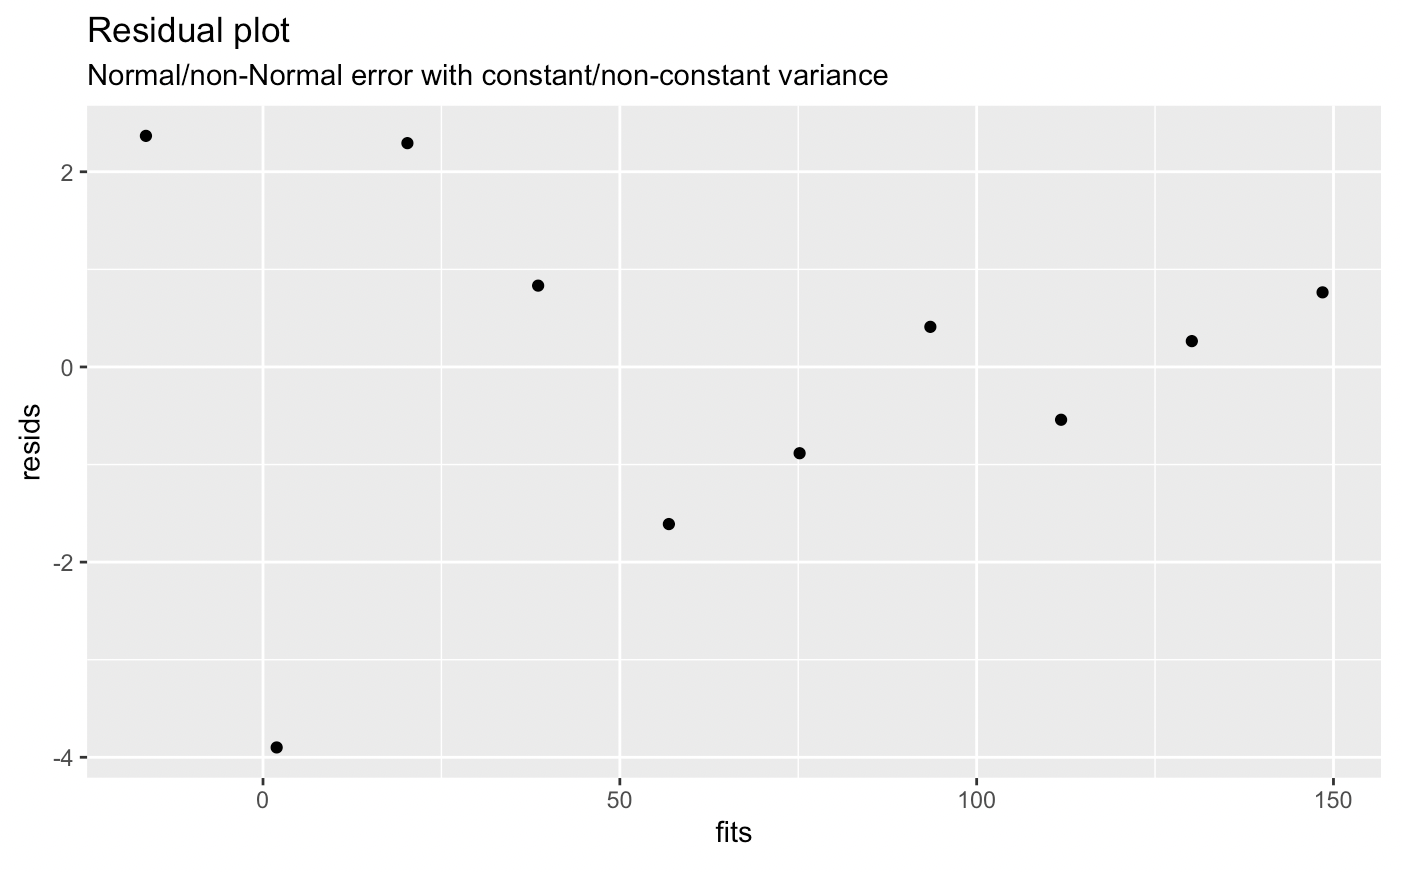 Residual plot
Normal/non-Normal error with constant/non-constant variance
2
0
-2
-4
resids
0 50 100 150
fits